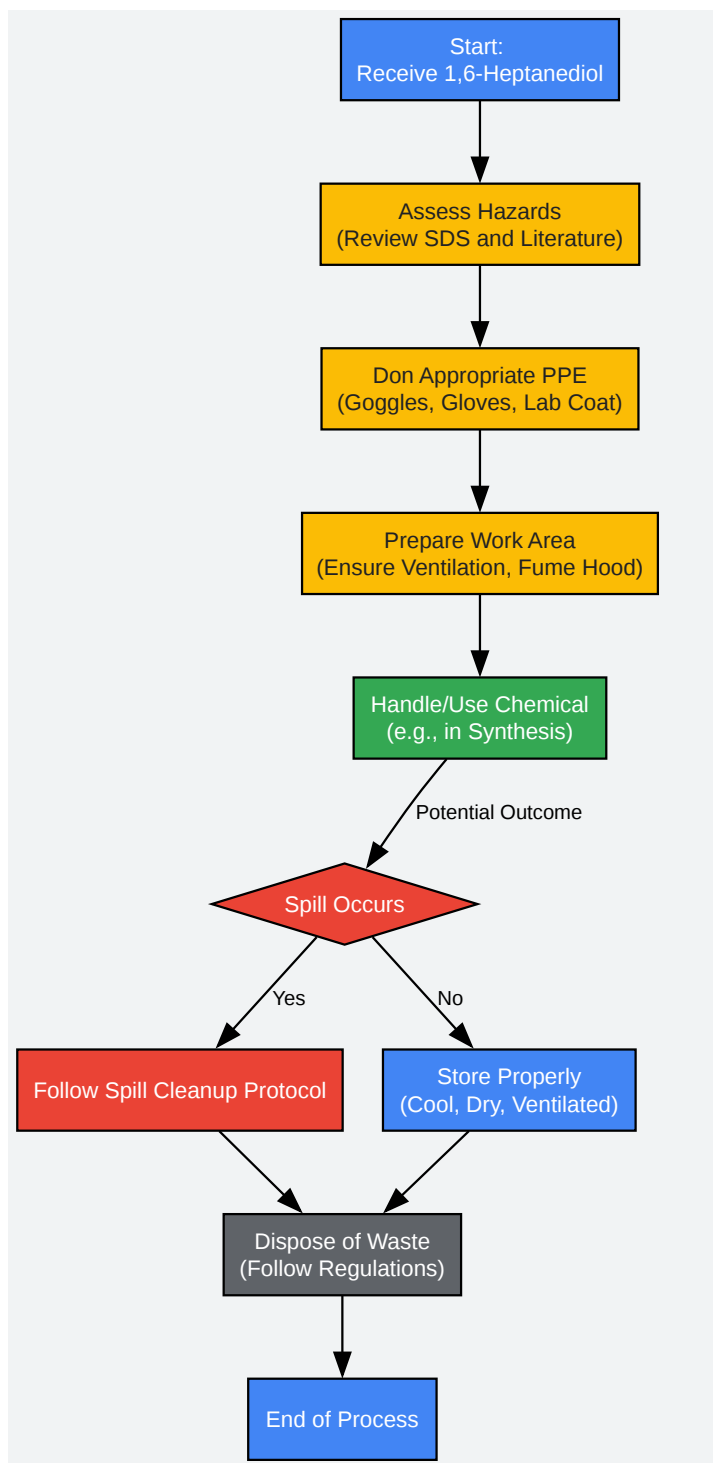 Start:
Receive 1,6-Heptanediol
Assess Hazards
(Review SDS and Literature)
Don Appropriate PPE
(Goggles, Gloves, Lab Coat)
Prepare Work Area
(Ensure Ventilation, Fume Hood)
Handle/Use Chemical
(e.g., in Synthesis)
Potential Outcome
Spill Occurs
Yes
No
Follow Spill Cleanup Protocol
Store Properly
(Cool, Dry, Ventilated)
Dispose of Waste
(Follow Regulations)
End of Process